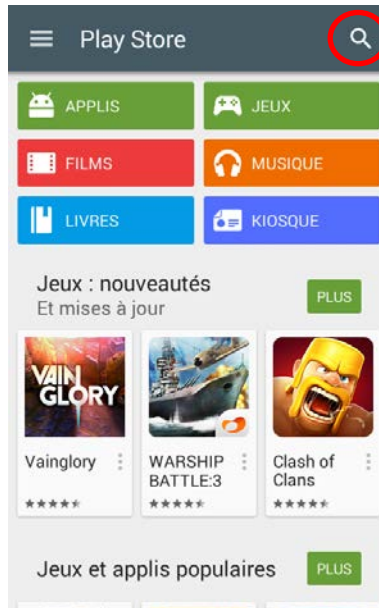 Play Store
APPLIS
JEUX
FILMS
MUSIQUE
LIVRES
KIOSQUE
Jeux : nouveautés
PLUS
Et mises à jour
VAIN
GLORY
Vainglory
WARSHIP
BATTLE:3
Clash of
Clans
Jeux et applis populaires
PLUS